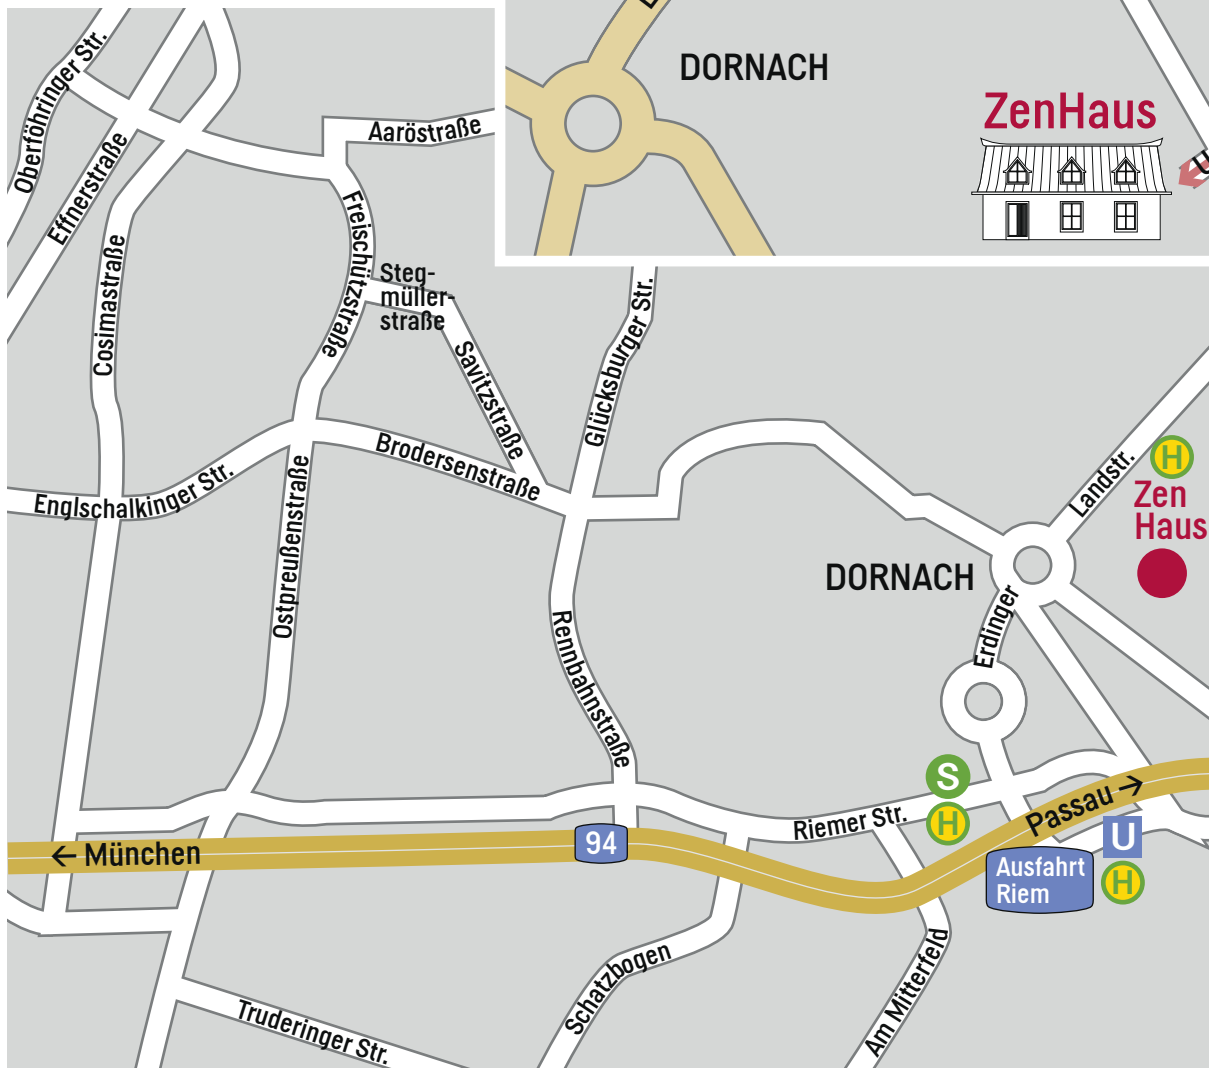 DORNACH
ZenHaus
U
Oberföhringer Str.
Effnerstraße
Aaröstraße
Cosimastraße
Freischützstraße
Steg-
müller-
straße
Savitzstraße
Glücksburger Str.
Brodersenstraße
Englschalkinger Str.
Ostpreußenstraße
Landstr.
H
Zen
Haus
DORNACH
Erdinger
Rennbahnstraße
S
H
Riemer Str.
Passau →
← München
94
U
Ausfahrt
Riem
H
Schatzbogen
Am Mitterfeld
Truderinger Str.